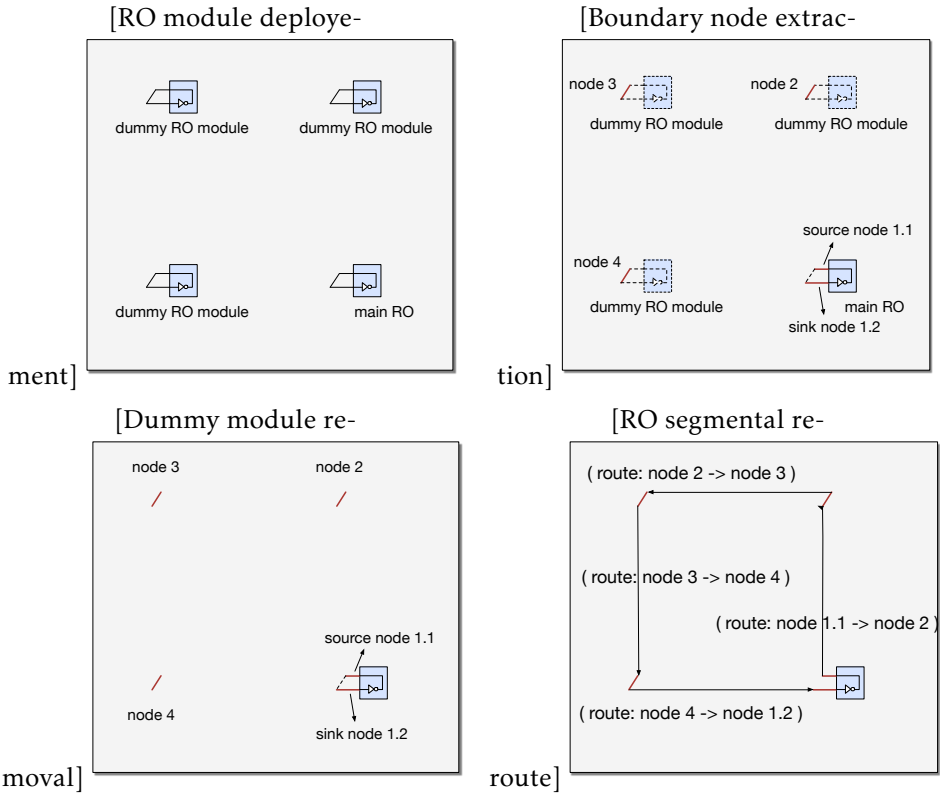 [RO module deploye-
dummy RO module
dummy RO module
dummy RO module
main RO
ment]
[Boundary node extrac-
node 3
node 2
dummy RO module
dummy RO module
source node 1.1
node 4
dummy RO module
main RO
sink node 1.2
tion]
[Dummy module re-
node 3
node 2
source node 1.1
node 4
sink node 1.2
moval]
[RO segmental re-
( route: node 2 -> node 3 )
( route: node 3 -> node 4 )
( route: node 1.1 -> node 2 )
( route: node 4 -> node 1.2 )
route]